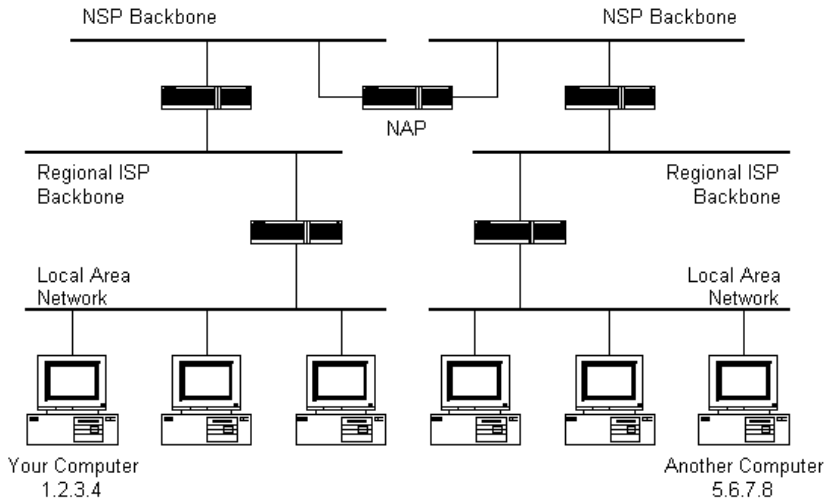 NSP Backbone
NSP Backbone
NAP
Regional ISP
Backbone
Regional ISP
Backbone
Local Area
Network
Local Area
Network
Your Computer
1.2.3.4
Another Computer
5.6.7.8